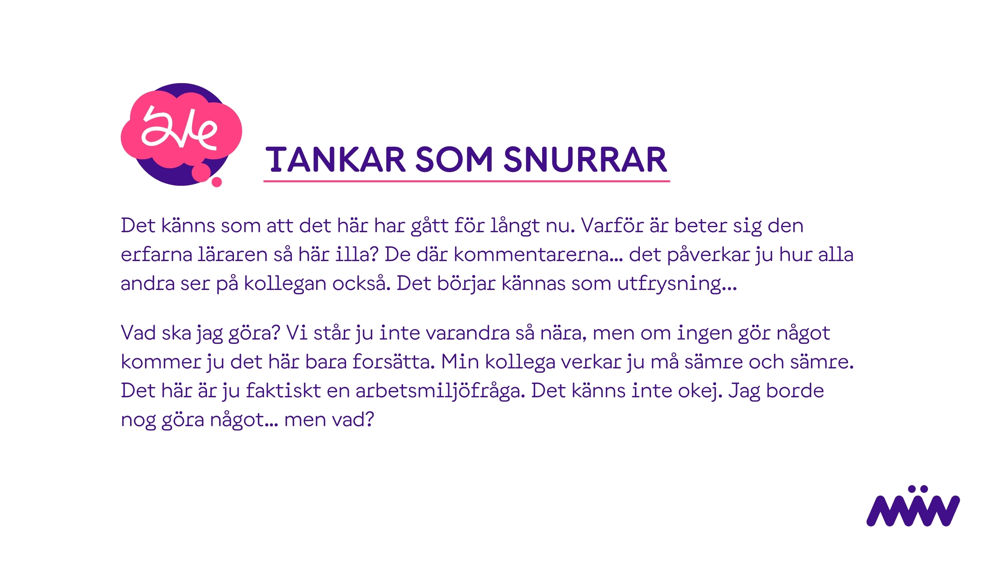 TANKAR SOM SNURRAR
Det känns som att det här har gått för långt nu. Varför är beter sig den
erfarna läraren så här illa? De där kommentarerna... det påverkar ju hur alla
andra ser på kollegan också. Det börjar kännas som utfrysning...
Vad ska jag göra? Vi står ju inte varandra så nära, men om ingen gör något
kommer ju det här bara forsätta. Min kollega verkar ju må sämre och sämre.
Det här är ju faktiskt en arbetsmiljöfråga. Det känns inte okej. Jag borde
nog göra något... men vad?
MÄN